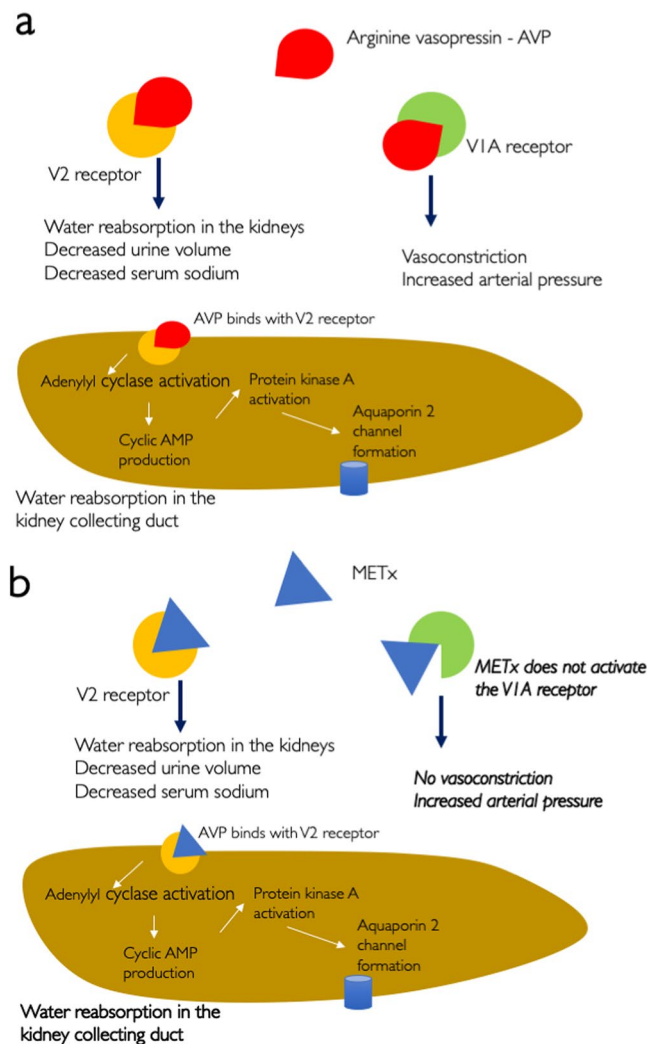 a
Arginine vasopressin - AVP
V2 receptor
V1A receptor
Water reabsorption in the kidneys
Decreased urine volume
Decreased serum sodium
Vasoconstriction
Increased arterial pressure
AVP binds with V2 receptor
Adenylyl cyclase activation
Cyclic AMP
production
Protein kinase A
activation
Aquaporin 2
channel
formation
Water reabsorption in the
kidney collecting duct
b
METx
V2 receptor
METx does not activate
the V1A receptor
Water reabsorption in the kidneys
Decreased urine volume
Decreased serum sodium
No vasoconstriction
Increased arterial pressure
AVP binds with V2 receptor
Adenylyl cyclase activation
Cyclic AMP
production
Protein kinase A
activation
Aquaporin 2
channel
formation
Water reabsorption in the
kidney collecting duct